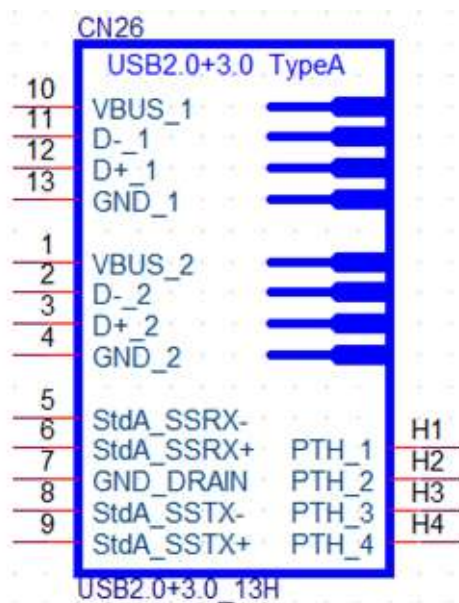 CN26
USB2.0+3.0 TypeA
10 VBUS_1
11 D-_1
12 D+_1
13 GND_1
1 VBUS_2
2 D-_2
3 D+_2
4 GND_2
5 StdA_SSRX-
6 StdA_SSRX+ PTH_1 H1
7 GND_DRAIN PTH_2 H2
8 StdA_SSTX- PTH_3 H3
9 StdA_SSTX+ PTH_4 H4
USB2.0+3.0_13H